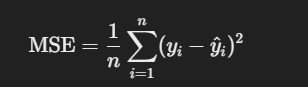 MSE = \frac{1}{n} \sum_{i=1}^{n} (y_i - \hat{y}_i)^2